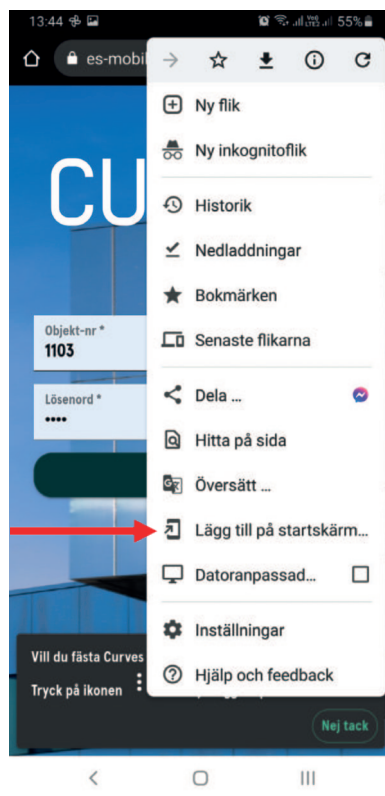 13:44 55%
es-mobil
Ny flik
Ny inkognitoflik
CU
Historik
Nedladdningar
Bokmärken
Senaste flikarna
Objekt-nr *
1103
Dela ...
Lösenord *
••••
Hitta på sida
Översätt ...
Lägg till på startskärm...
Datoranpassad...
Inställningar
Vill du fästa Curves
Hjälp och feedback
Tryck på ikonen
Nej tack